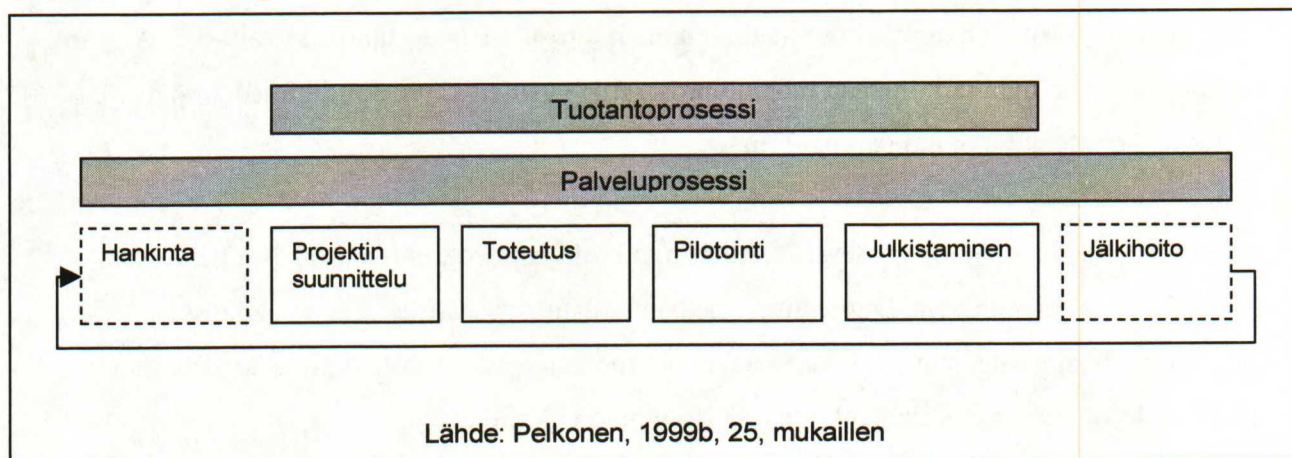 Tuotantoprosessi
Palveluprosessi
Hankinta
Projektin
suunnittelu
Toteutus
Pilotointi
Julkistaminen
Jälkihoito
Lähde: Pelkonen, 1999b, 25, mukaillen